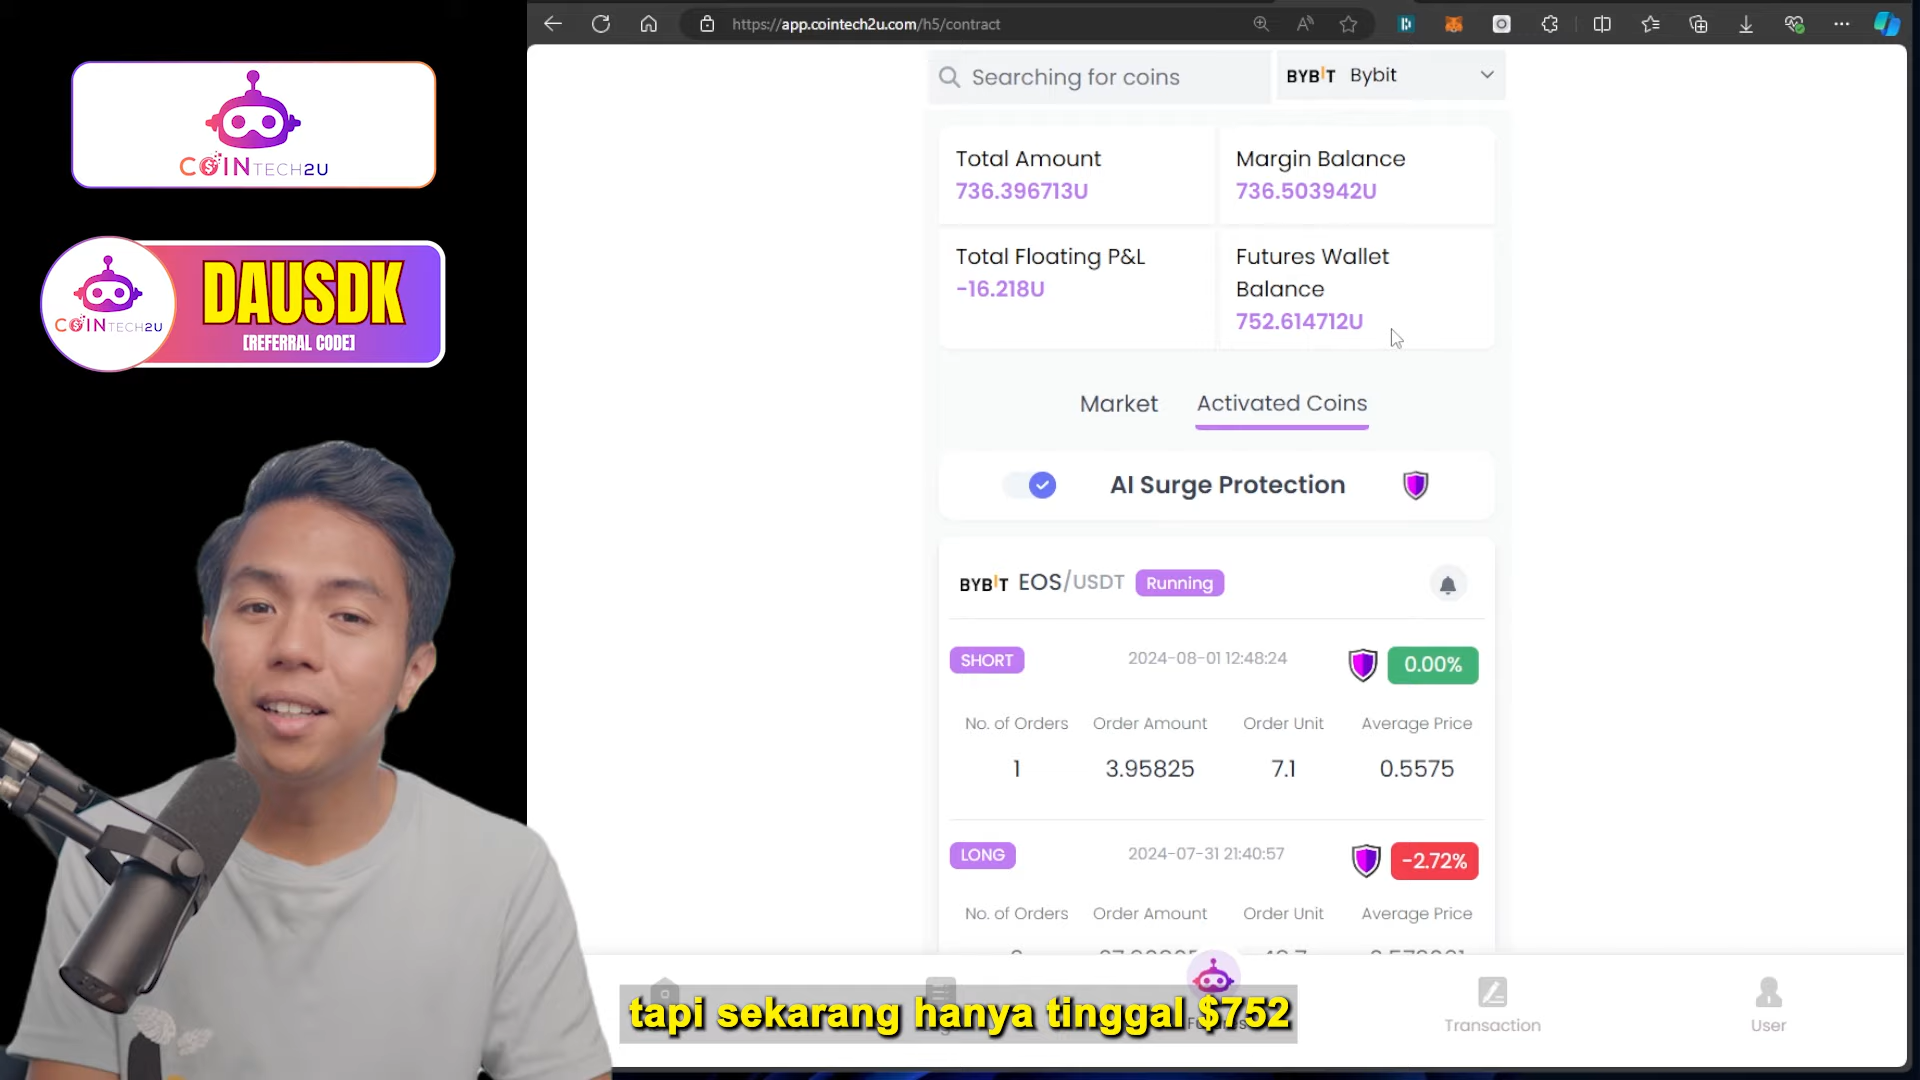 COINTECH2U
COINTECH2U
DAUSDK
[REFERRAL CODE]
https://app.cointech2u.com/h5/contract
Searching for coins
BYBIT Bybit
Total Amount
736.396713U
Margin Balance
736.503942U
Total Floating P&L
-16.218U
Futures Wallet
Balance
752.614712U
Market
Activated Coins
AI Surge Protection
BYBIT EOS/USDT Running
SHORT
2024-08-01 12:48:24
0.00%
No. of Orders
Order Amount
Order Unit
Average Price
1
3.95825
7.1
0.5575
LONG
2024-07-31 21:40:57
-2.72%
No. of Orders
Order Amount
Order Unit
Average Price
tapi sekarang hanya tinggal $752
Transaction
User